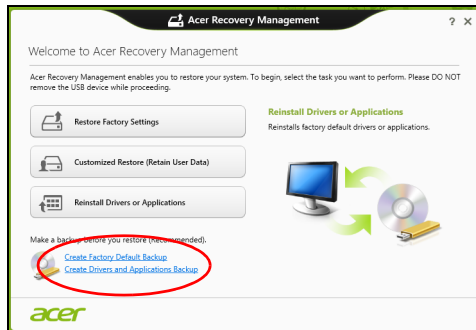 Acer Recovery Management
? X
Welcome to Acer Recovery Management
Acer Recovery Management enables you to restore your system. To begin, select the task you want to perform. Please DO NOT
remove the USB device while proceeding.
Restore Factory Settings
Customized Restore (Retain User Data)
Reinstall Drivers or Applications
Reinstall Drivers or Applications
Reinstalls factory default drivers or applications.
Make a backup before you restore (Recommended).
Create Factory Default Backup
Create Drivers and Applications Backup
acer